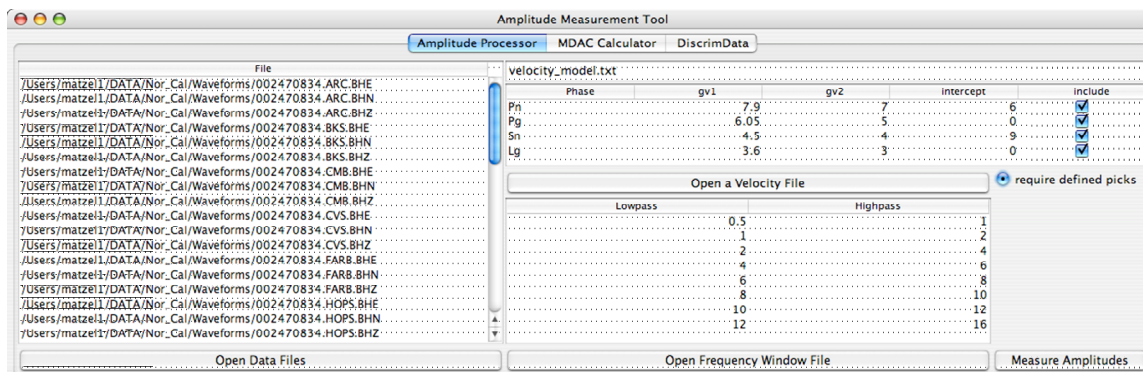 Amplitude Measurement Tool
Amplitude Processor MDAC Calculator DiscrimData
File
/Users/matzel1/DATA/Nor_Cal/Waveforms/002470834.ARC.BHE
/Users/matzel1/DATA/Nor_Cal/Waveforms/002470834.ARC.BHN
/Users/matzel1/DATA/Nor_Cal/Waveforms/002470834.ARC.BHZ
/Users/matzel1/DATA/Nor_Cal/Waveforms/002470834.BKS.BHE
/Users/matzel1/DATA/Nor_Cal/Waveforms/002470834.BKS.BHN
/Users/matzel1/DATA/Nor_Cal/Waveforms/002470834.BKS.BHZ
/Users/matzel1/DATA/Nor_Cal/Waveforms/002470834.CMB.BHE
/Users/matzel1/DATA/Nor_Cal/Waveforms/002470834.CMB.BHN
/Users/matzel1/DATA/Nor_Cal/Waveforms/002470834.CMB.BHZ
/Users/matzel1/DATA/Nor_Cal/Waveforms/002470834.CVS.BHE
/Users/matzel1/DATA/Nor_Cal/Waveforms/002470834.CVS.BHN
/Users/matzel1/DATA/Nor_Cal/Waveforms/002470834.CVS.BHZ
/Users/matzel1/DATA/Nor_Cal/Waveforms/002470834.FARB.BHE
/Users/matzel1/DATA/Nor_Cal/Waveforms/002470834.FARB.BHN
/Users/matzel1/DATA/Nor_Cal/Waveforms/002470834.FARB.BHZ
/Users/matzel1/DATA/Nor_Cal/Waveforms/002470834.HOPS.BHE
/Users/matzel1/DATA/Nor_Cal/Waveforms/002470834.HOPS.BHN
/Users/matzel1/DATA/Nor_Cal/Waveforms/002470834.HOPS.BHZ
Open Data Files
velocity_model.txt
Phase gv1 gv2 intercept include
Pn 7.9 7 6
Pg 6.05 5 0
Sn 4.5 4 9
Lg 3.6 3 0
Open a Velocity File
require defined picks
Lowpass Highpass
0.5 1
1 2
2 4
4 6
6 8
8 10
10 12
12 16
Open Frequency Window File
Measure Amplitudes